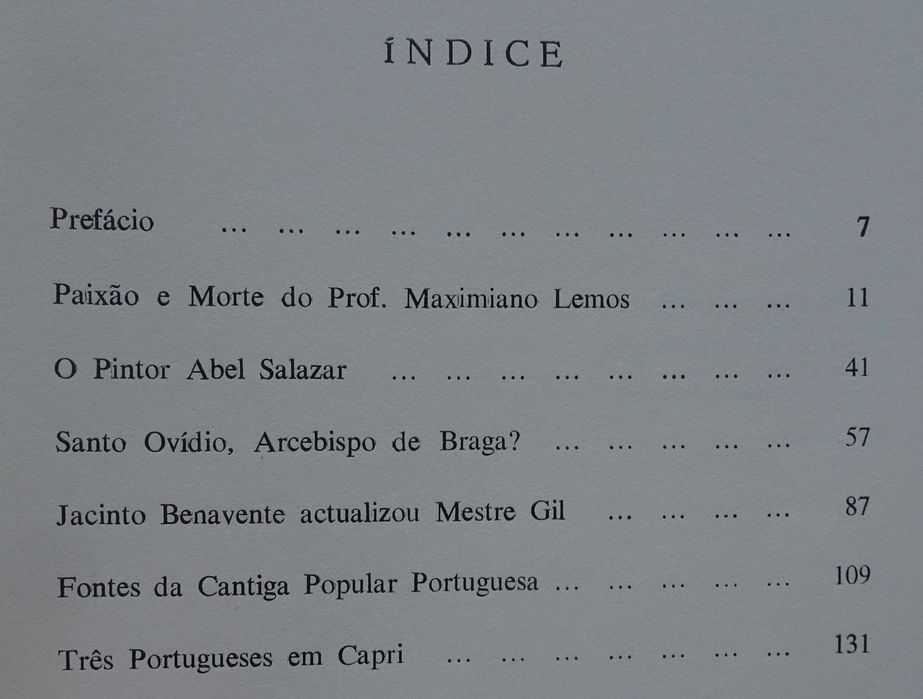 ÍNDICE
Prefácio ... ... ... ... ... ... ... ... ... ... ... 7
Paixão e Morte do Prof. Maximiano Lemos ... ... ... 11
O Pintor Abel Salazar ... ... ... ... ... ... ... ... 41
Santo Ovídio, Arcebispo de Braga? ... ... ... ... ... 57
Jacinto Benavente actualizou Mestre Gil ... ... ... ... 87
Fontes da Cantiga Popular Portuguesa ... ... ... ... ... 109
Três Portugueses em Capri ... ... ... ... ... ... ... 131